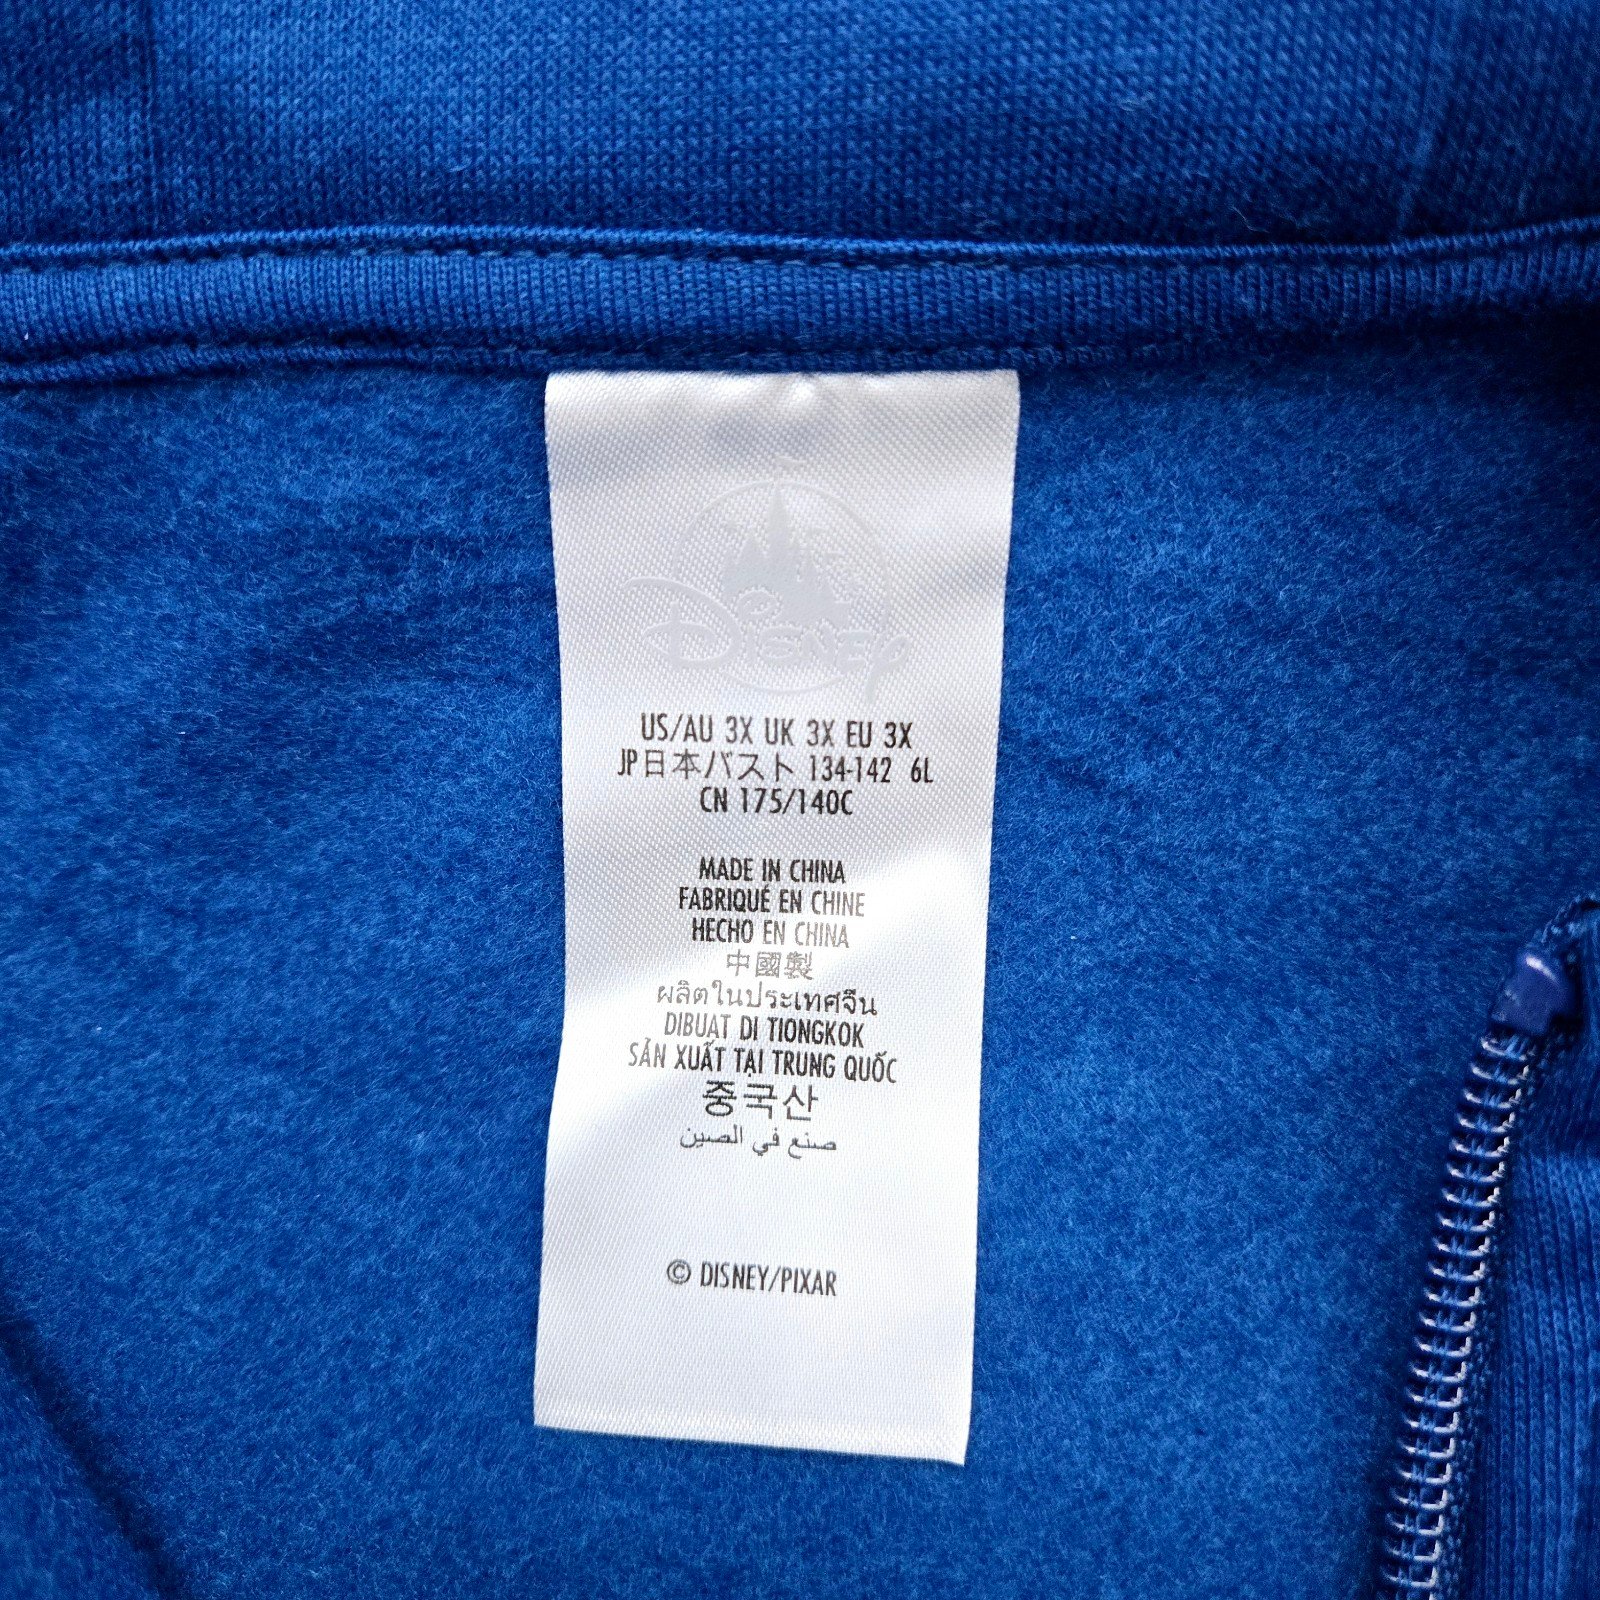 Disney
US/AU 3X UK 3X EU 3X
JP日本バスト 134-142 6L
CN 175/140C
MADE IN CHINA
FABRIQUÉ EN CHINE
HECHO EN CHINA
中國製
ผลิตในประเทศจีน
DIBUAT DI TIONGKOK
SẢN XUẤT TẠI TRUNG QUỐC
중국산
صنع في الصين
© DISNEY/PIXAR